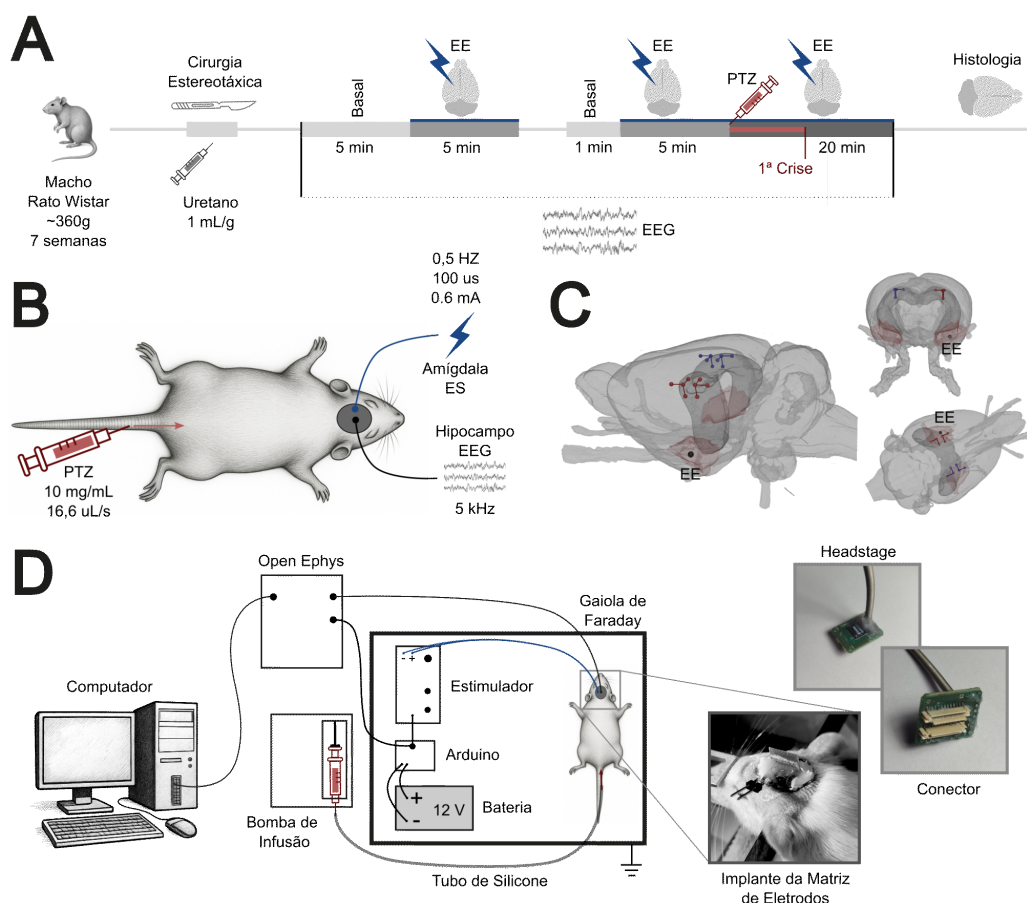 A
Macho
Rato Wistar
~360g
7 semanas
Cirurgia
Estereotáxica
Uretano
1 mL/g
Basal
5 min
EE
5 min
Basal
1 min
EE
5 min
PTZ
EE
20 min
1ª Crise
Histologia
EEG
B
0,5 HZ
100 us
0.6 mA
Amígdala
ES
Hipocampo
EEG
5 kHz
PTZ
10 mg/mL
16,6 uL/s
C
EE
EE
EE
D
Computador
Open Ephys
Bomba de
Infusão
Gaiola de
Faraday
- +
Estimulador
Arduino
+
-
12 V
Bateria
Tubo de Silicone
Headstage
Conector
Implante da Matriz
de Eletrodos